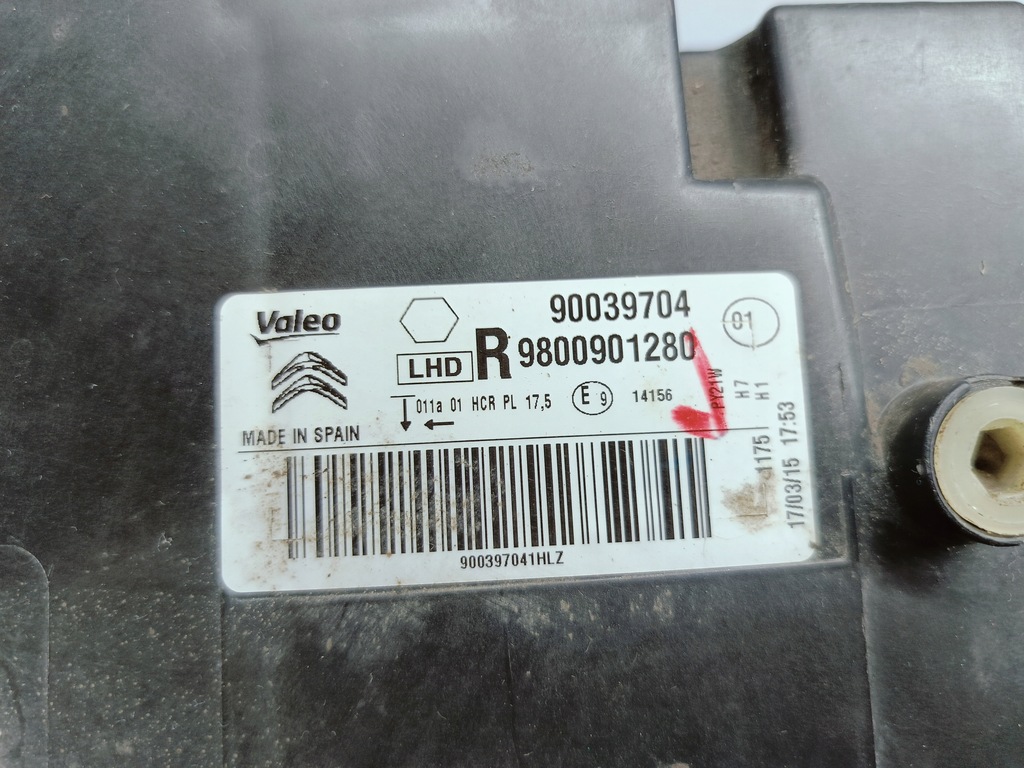 Valeo
90039704
01
LHD R 9800901280
011a 01 HCR PL 17,5 E 9 14156
PY21W
H7
H1
MADE IN SPAIN
1175
17/03/15 17:53
900397041HLZ